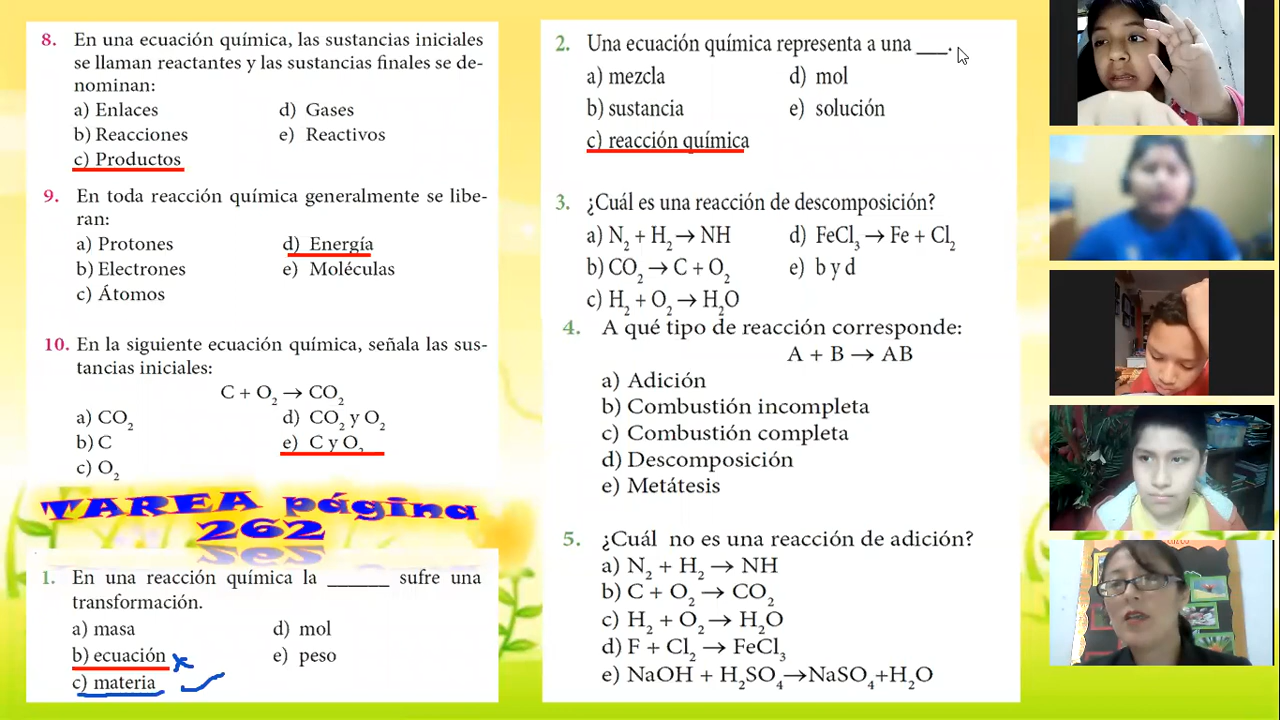 8. En una ecuación química, las sustancias iniciales
se llaman reactantes y las sustancias finales se de-
nominan:
a) Enlaces d) Gases
b) Reacciones e) Reactivos
c) Productos
9. En toda reacción química generalmente se libe-
ran:
a) Protones d) Energía
b) Electrones e) Moléculas
c) Átomos
10. En la siguiente ecuación química, señala las sus-
tancias iniciales:
C + O₂ → CO₂
a) CO₂ d) CO₂ y O₂
b) C e) C y O₂
c) O₂
TAREA página
262
1. En una reacción química la ______ sufre una
transformación.
a) masa d) mol
b) ecuación e) peso
c) materia
2. Una ecuación química representa a una ___.
a) mezcla d) mol
b) sustancia e) solución
c) reacción química
3. ¿Cuál es una reacción de descomposición?
a) N₂ + H₂ → NH d) FeCl₃ → Fe + Cl₂
b) CO₂ → C + O₂ e) b y d
c) H₂ + O₂ → H₂O
4. A qué tipo de reacción corresponde:
A + B → AB
a) Adición
b) Combustión incompleta
c) Combustión completa
d) Descomposición
e) Metátesis
5. ¿Cuál no es una reacción de adición?
a) N₂ + H₂ → NH
b) C + O₂ → CO₂
c) H₂ + O₂ → H₂O
d) F + Cl₂ → FeCl₃
e) NaOH + H₂SO₄→NaSO₄+H₂O